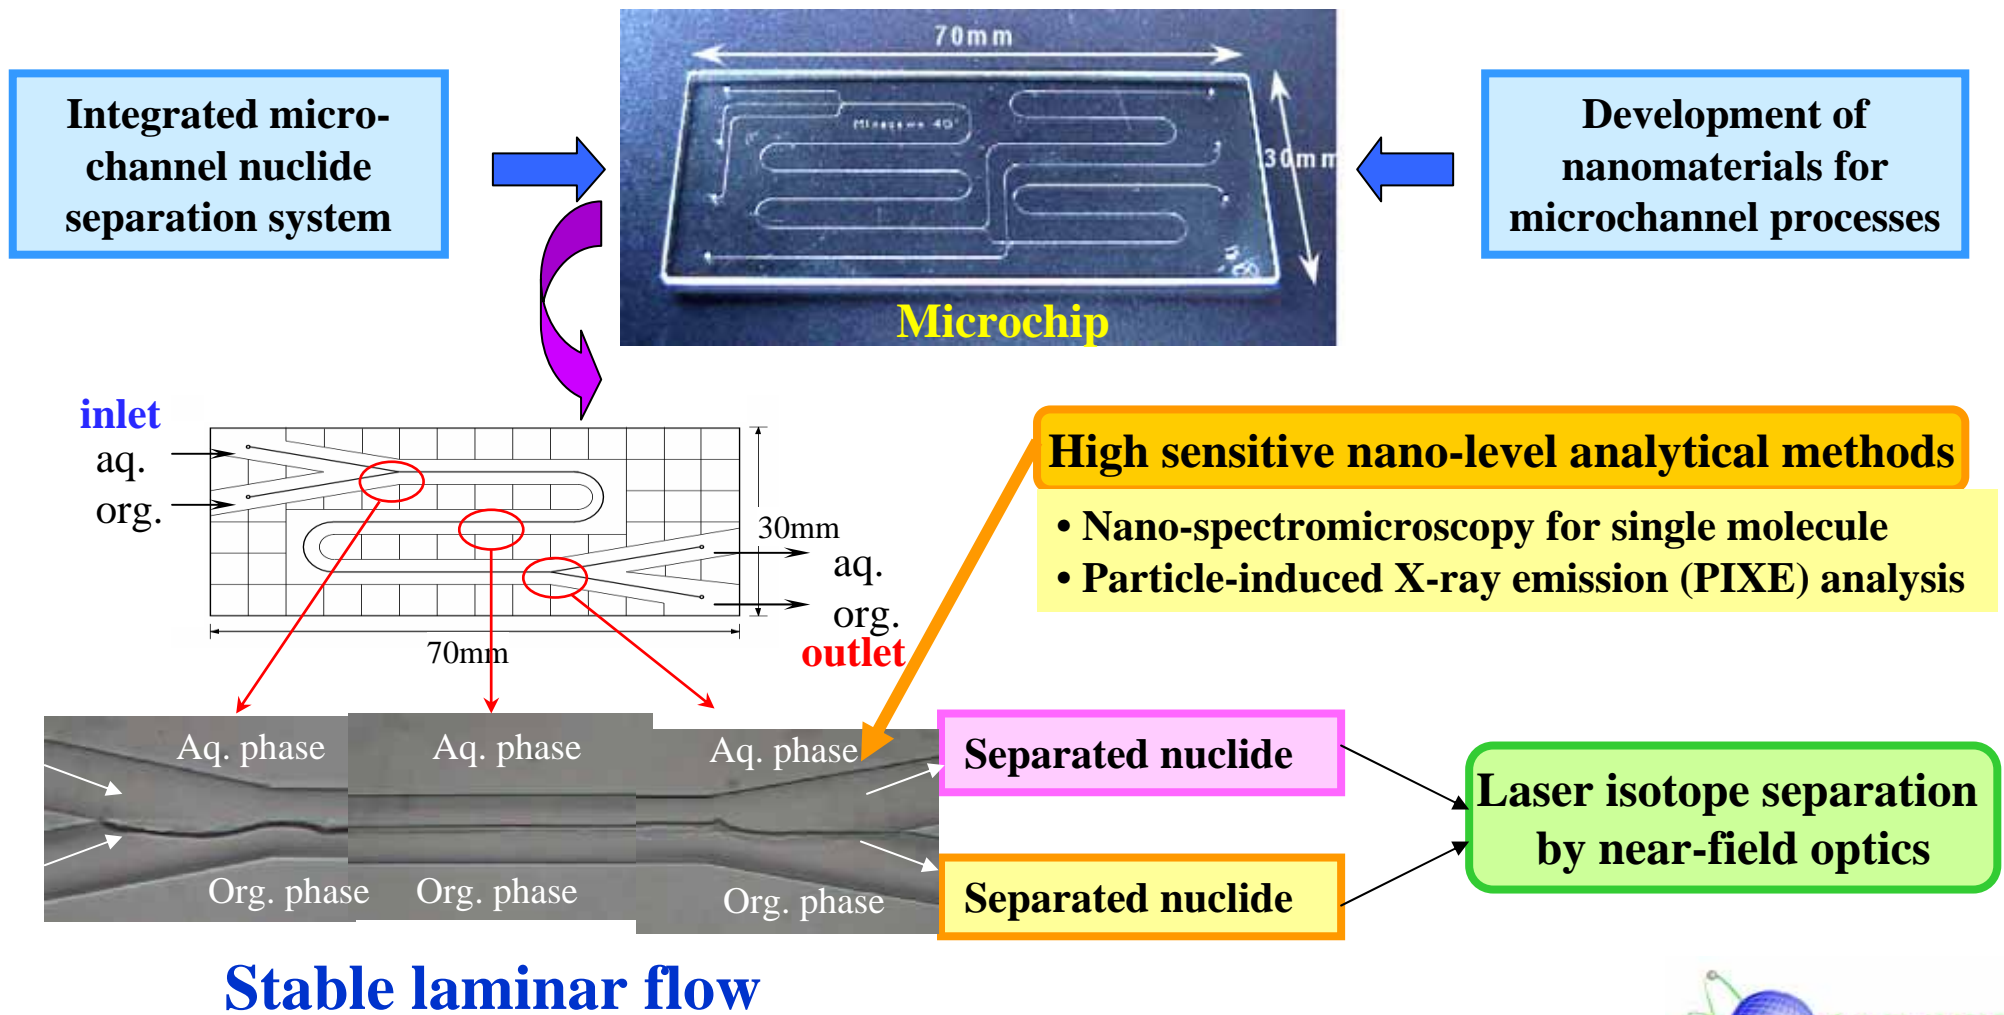 Integrated micro-
channel nuclide
separation system
70mm
30mm
Microchip
Development of
nanomaterials for
microchannel processes
inlet
aq.
org.
30mm
aq.
org.
outlet
70mm
High sensitive nano-level analytical methods
• Nano-spectromicroscopy for single molecule
• Particle-induced X-ray emission (PIXE) analysis
Aq. phase
Aq. phase
Aq. phase
Org. phase
Org. phase
Org. phase
Separated nuclide
Separated nuclide
Laser isotope separation
by near-field optics
Stable laminar flow